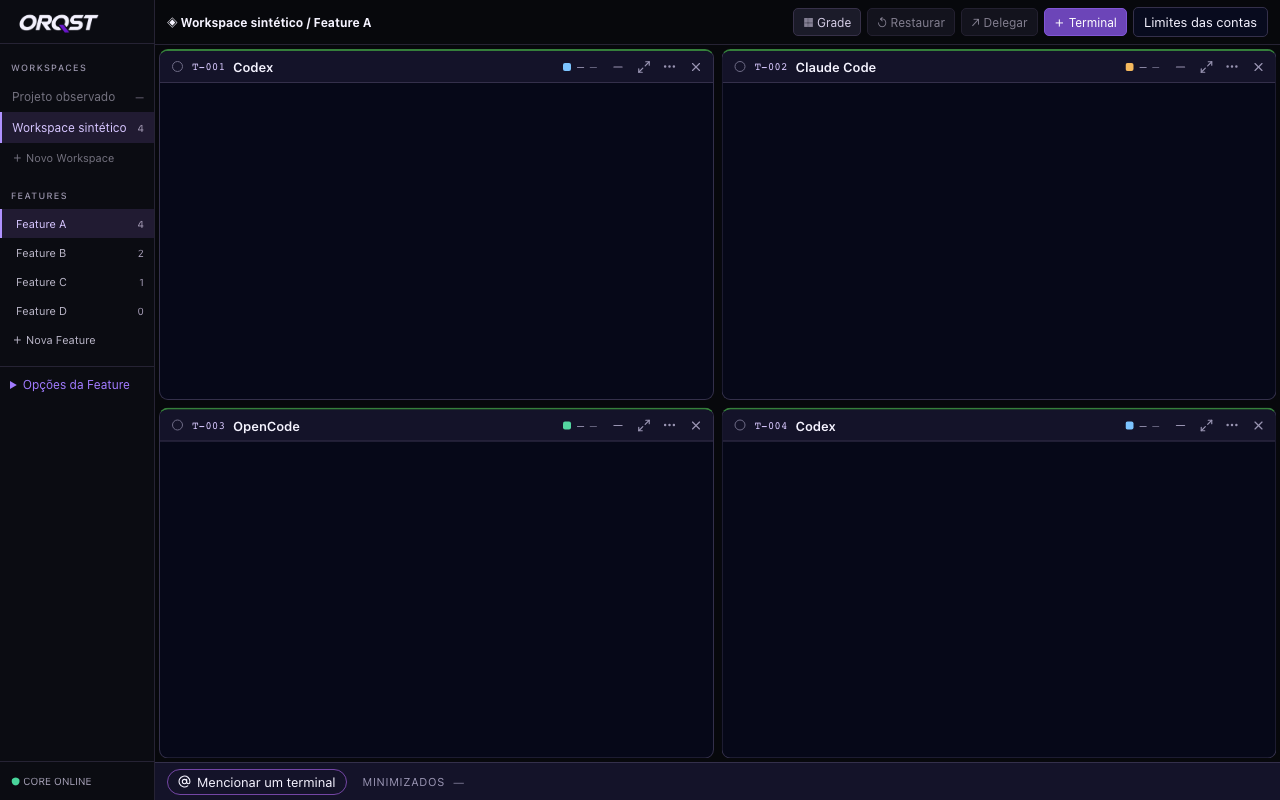 ORQST
WORKSPACES
Projeto observado —
Workspace sintético 4
+ Novo Workspace
FEATURES
Feature A 4
Feature B 2
Feature C 1
Feature D 0
+ Nova Feature
▶ Opções da Feature
CORE ONLINE
◈ Workspace sintético / Feature A
▦ Grade
↺ Restaurar
↗ Delegar
+ Terminal
Limites das contas
T-001 Codex — —
T-002 Claude Code — —
T-003 OpenCode — —
T-004 Codex — —
@ Mencionar um terminal
MINIMIZADOS —